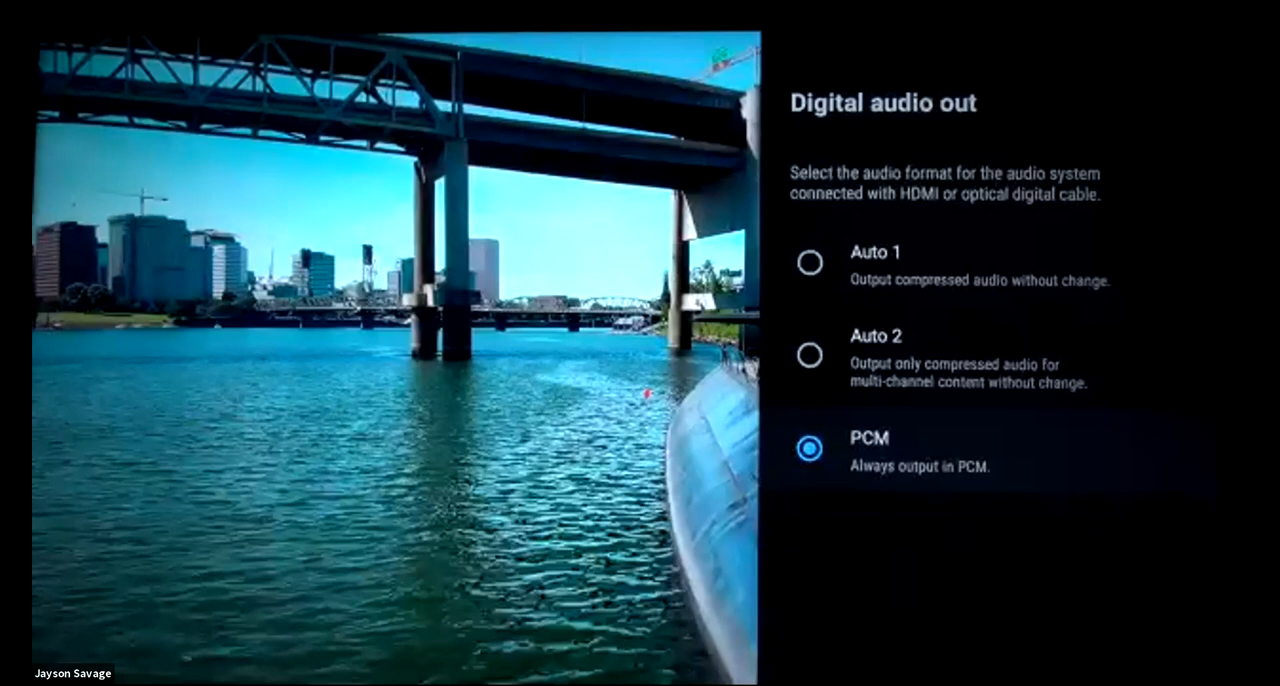 Digital audio out
Select the audio format for the audio system
connected with HDMI or optical digital cable.
Auto 1
Output compressed audio without change.
Auto 2
Output only compressed audio for
multi-channel content without change.
PCM
Always output in PCM.
Jayson Savage